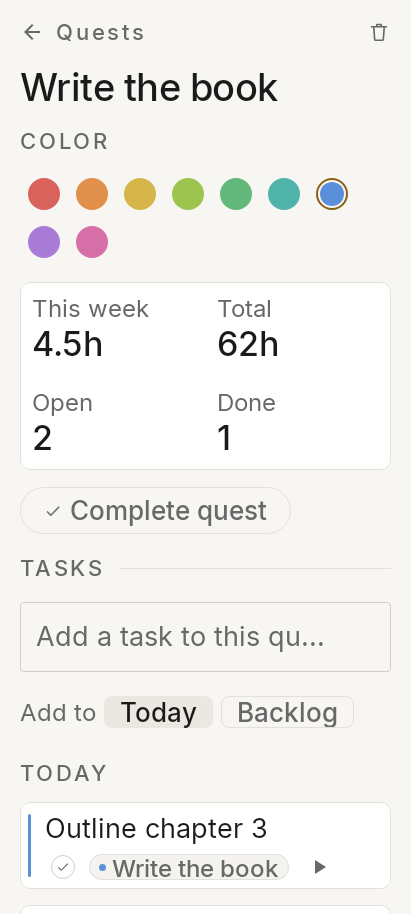 Quests
Write the book
COLOR
This week
Total
4.5h
62h
Open
Done
2
1
Complete quest
TASKS
Add a task to this qu...
Add to Today Backlog
TODAY
Outline chapter 3
Write the book